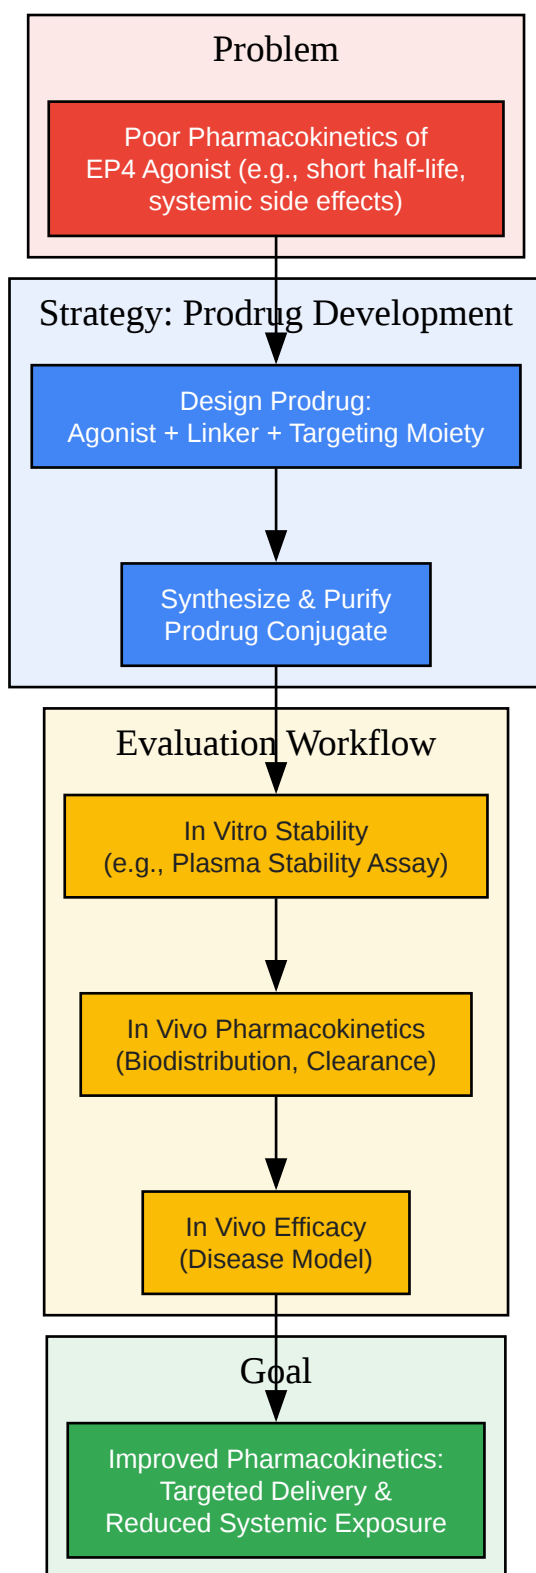 Problem
Poor Pharmacokinetics of
EP4 Agonist (e.g., short half-life,
systemic side effects)
Strategy: Prodrug Development
Design Prodrug:
Agonist + Linker + Targeting Moiety
Synthesize & Purify
Prodrug Conjugate
Evaluation Workflow
In Vitro Stability
(e.g., Plasma Stability Assay)
In Vivo Pharmacokinetics
(Biodistribution, Clearance)
In Vivo Efficacy
(Disease Model)
Goal
Improved Pharmacokinetics:
Targeted Delivery &
Reduced Systemic Exposure